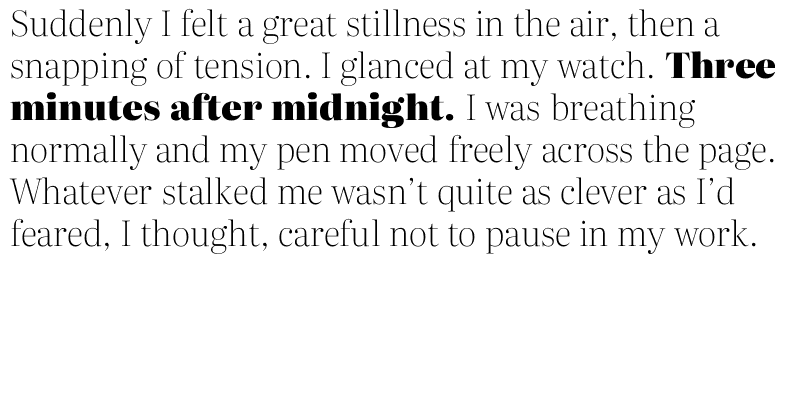 Suddenly I felt a great stillness in the air, then a
snapping of tension. I glanced at my watch. Three
minutes after midnight. I was breathing
normally and my pen moved freely across the page.
Whatever stalked me wasn’t quite as clever as I’d
feared, I thought, careful not to pause in my work.